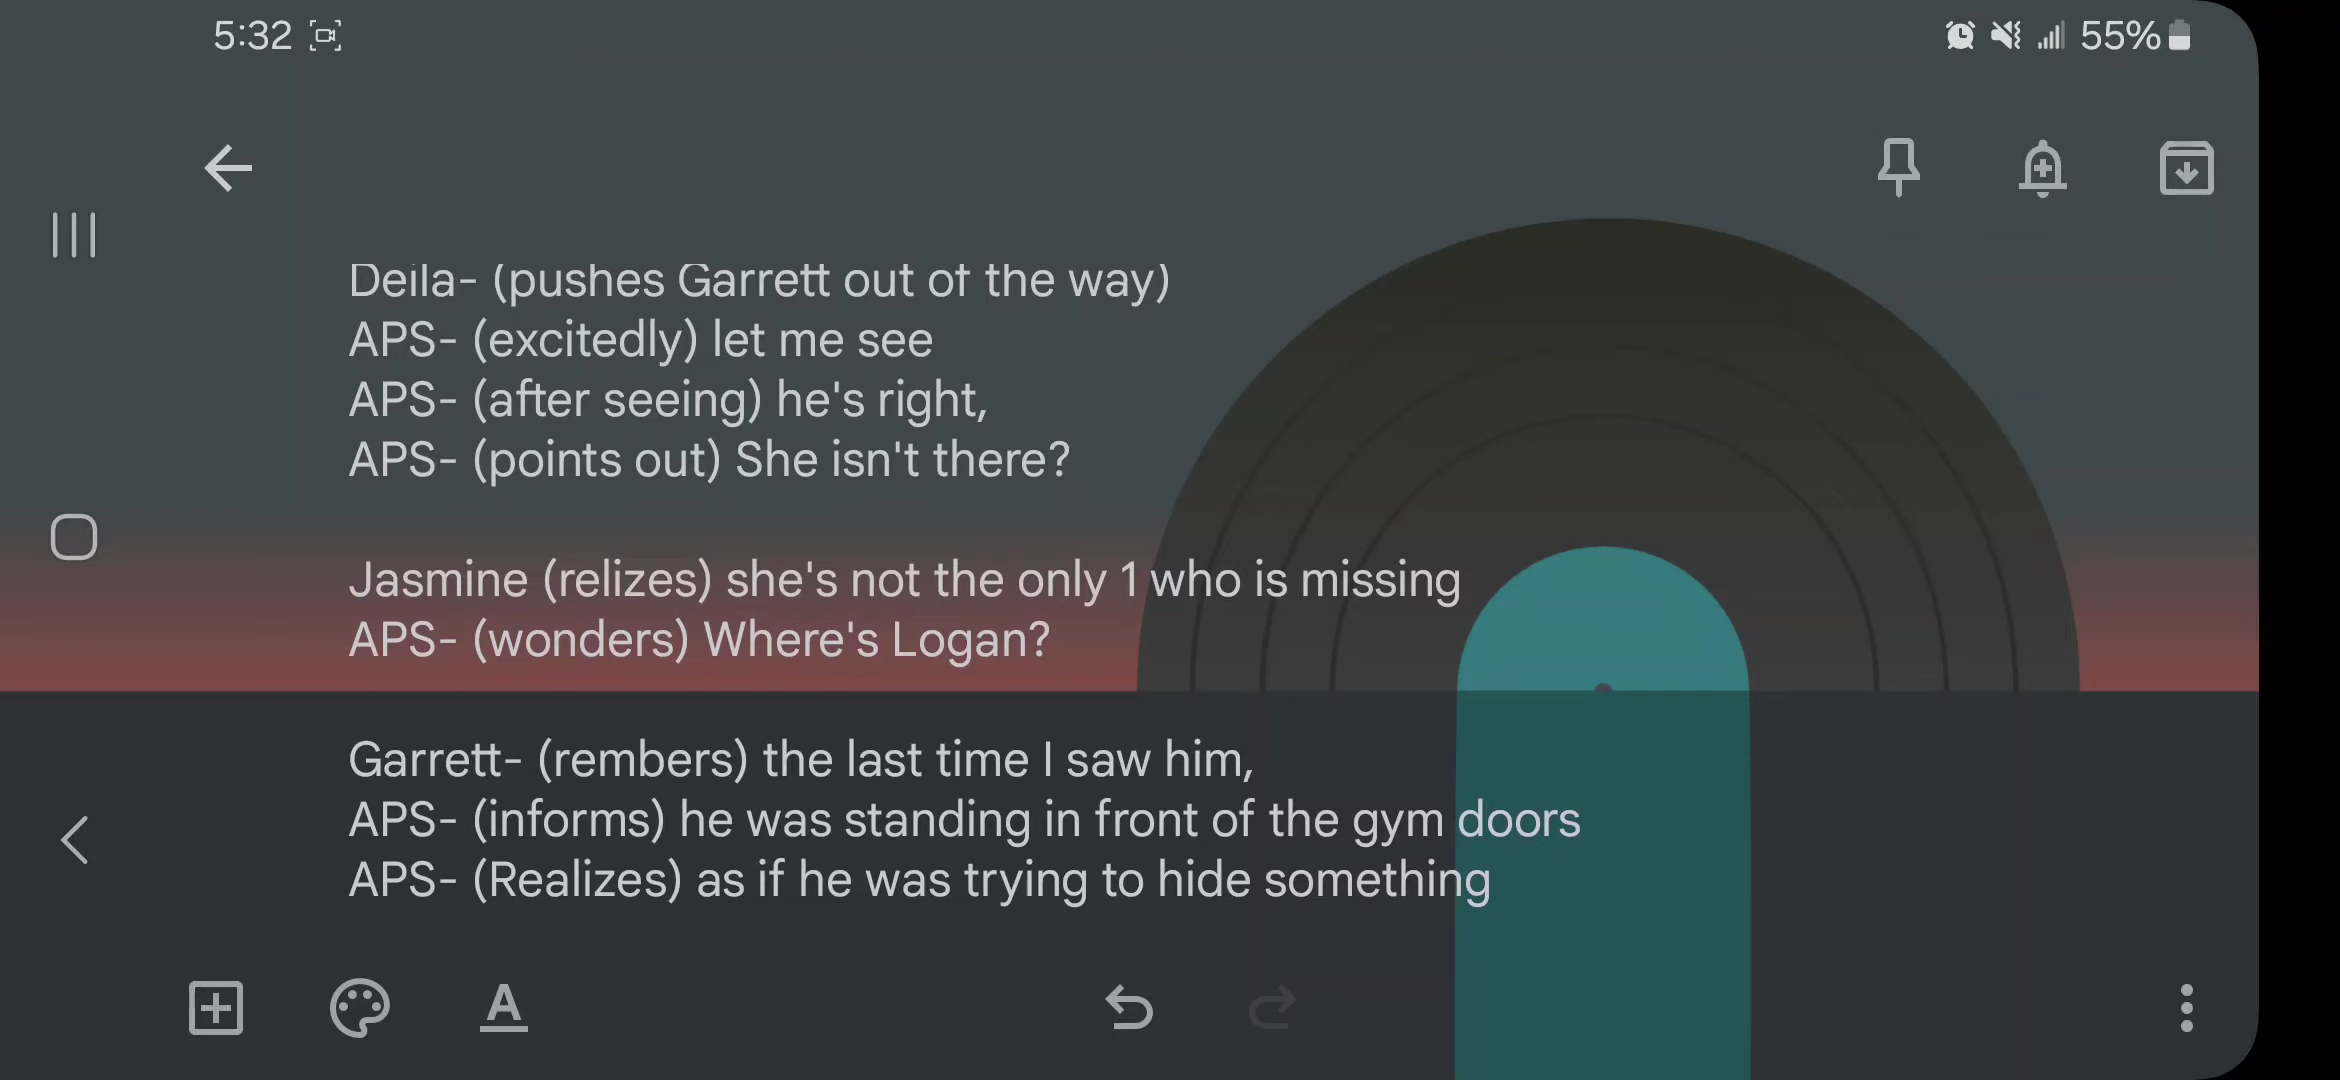 5:32
55%
Deila- (pushes Garrett out of the way)
APS- (excitedly) let me see
APS- (after seeing) he's right,
APS- (points out) She isn't there?
Jasmine (relizes) she's not the only 1 who is missing
APS- (wonders) Where's Logan?
Garrett- (rembers) the last time I saw him,
APS- (informs) he was standing in front of the gym doors
APS- (Realizes) as if he was trying to hide something